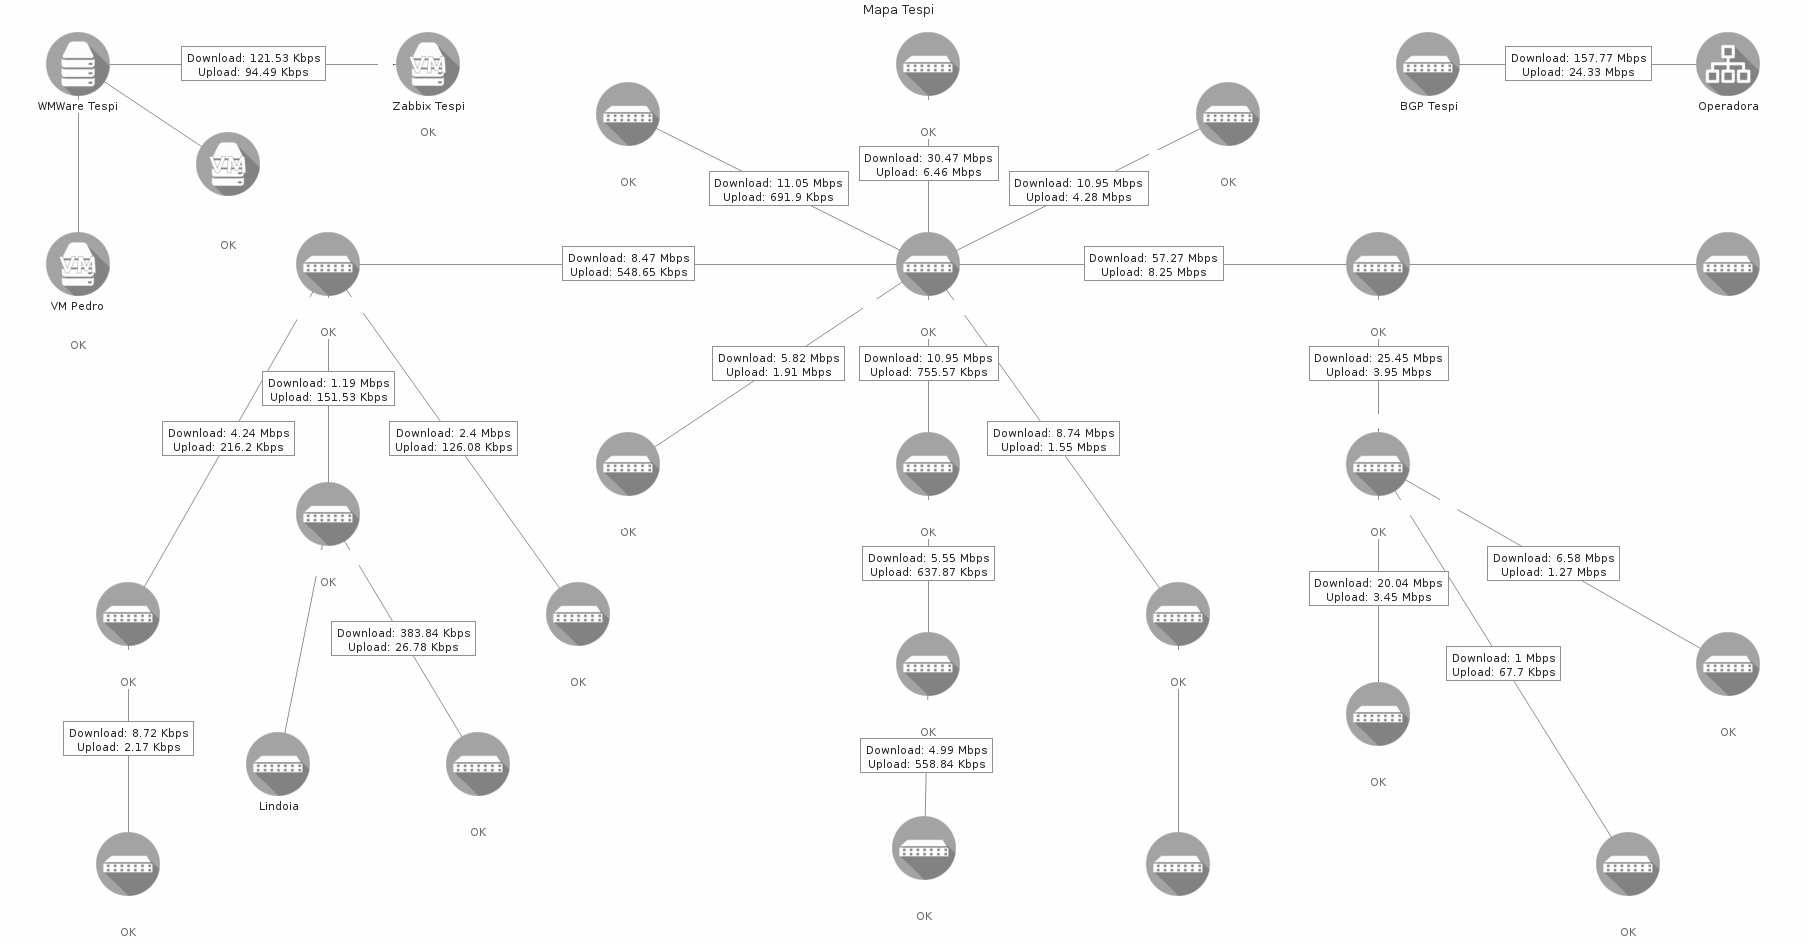 Mapa Tespi
Download: 121.53 Kbps
Upload: 94.49 Kbps
Download: 157.77 Mbps
Upload: 24.33 Mbps
WMWare Tespi
Zabbix Tespi
BGP Tespi
Operadora
OK
OK
Download: 30.47 Mbps
Upload: 6.46 Mbps
OK
Download: 11.05 Mbps
Upload: 691.9 Kbps
Download: 10.95 Mbps
Upload: 4.28 Mbps
OK
OK
Download: 8.47 Mbps
Upload: 548.65 Kbps
Download: 57.27 Mbps
Upload: 8.25 Mbps
VM Pedro
OK
OK
OK
OK
Download: 5.82 Mbps
Upload: 1.91 Mbps
Download: 10.95 Mbps
Upload: 755.57 Kbps
Download: 25.45 Mbps
Upload: 3.95 Mbps
Download: 1.19 Mbps
Upload: 151.53 Kbps
Download: 4.24 Mbps
Upload: 216.2 Kbps
Download: 2.4 Mbps
Upload: 126.08 Kbps
Download: 8.74 Mbps
Upload: 1.55 Mbps
OK
OK
OK
Download: 5.55 Mbps
Upload: 637.87 Kbps
Download: 6.58 Mbps
Upload: 1.27 Mbps
OK
Download: 20.04 Mbps
Upload: 3.45 Mbps
Download: 383.84 Kbps
Upload: 26.78 Kbps
Download: 1 Mbps
Upload: 67.7 Kbps
OK
OK
OK
Download: 8.72 Kbps
Upload: 2.17 Kbps
OK
OK
Download: 4.99 Mbps
Upload: 558.84 Kbps
OK
Lindoia
OK
OK
OK
OK